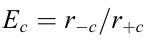 E_c = r_{-c}/r_{+c}